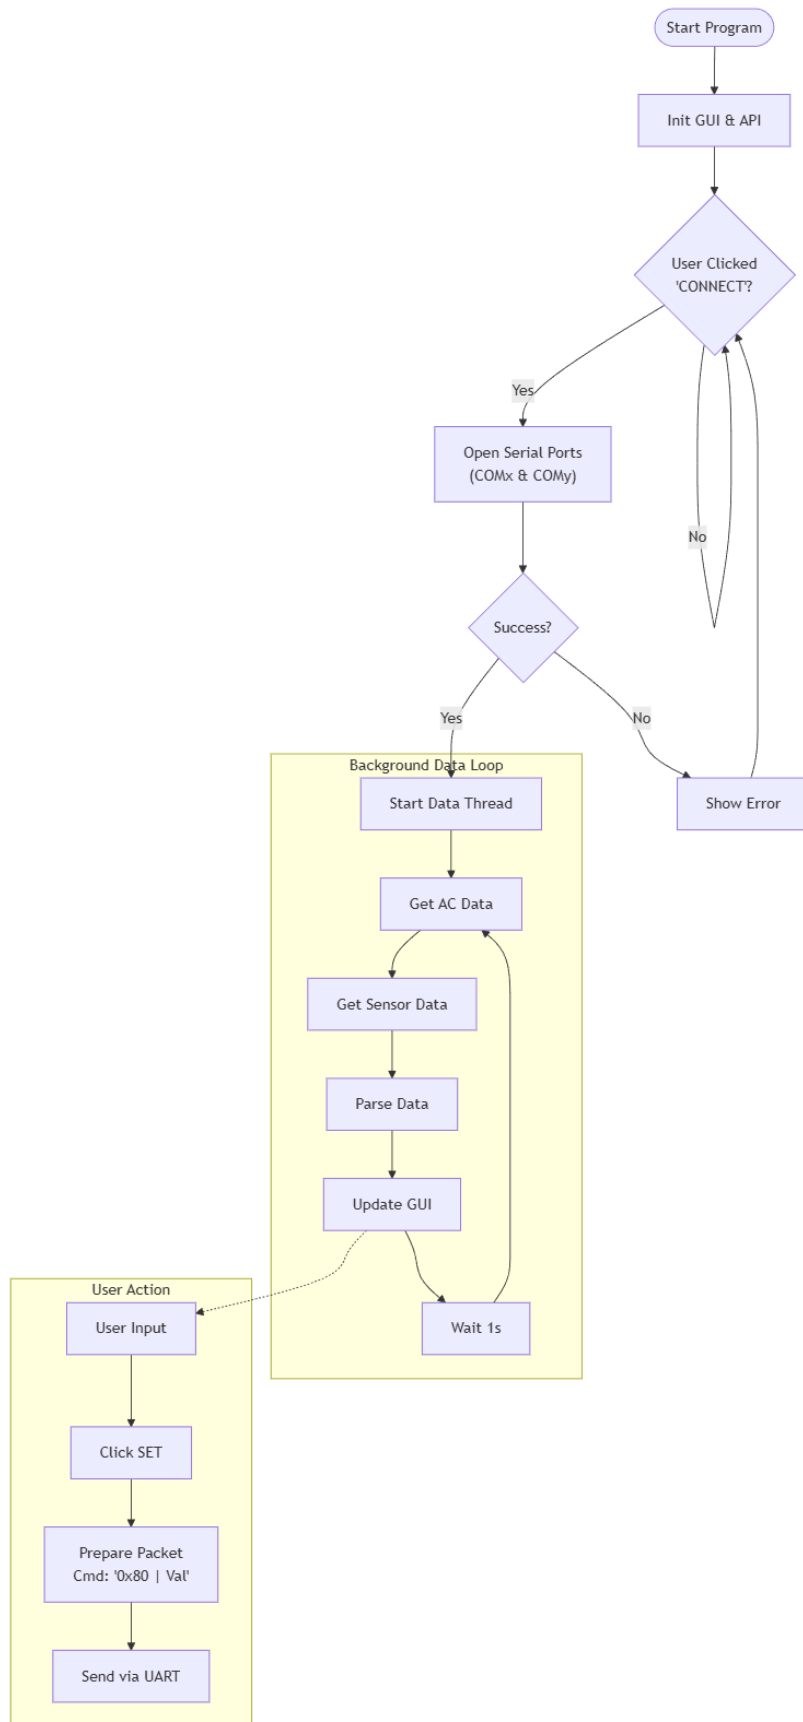 Start Program
Init GUI & API
User Clicked
'CONNECT'?
Yes
Open Serial Ports
(COMx & COMy)
No
Success?
Yes
No
Background Data Loop
Start Data Thread
Show Error
Get AC Data
Get Sensor Data
Parse Data
Update GUI
User Action
User Input
Wait 1s
Click SET
Prepare Packet
Cmd: '0x80 | Val'
Send via UART